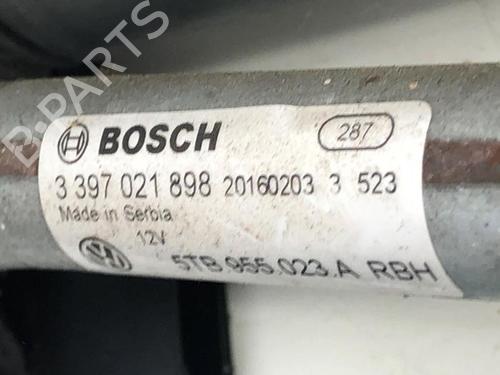 B-PARTS
BOSCH 287
3 397 021 898 20160203 3 523
Made in Serbia
12V
5TB.955.023.A RBH